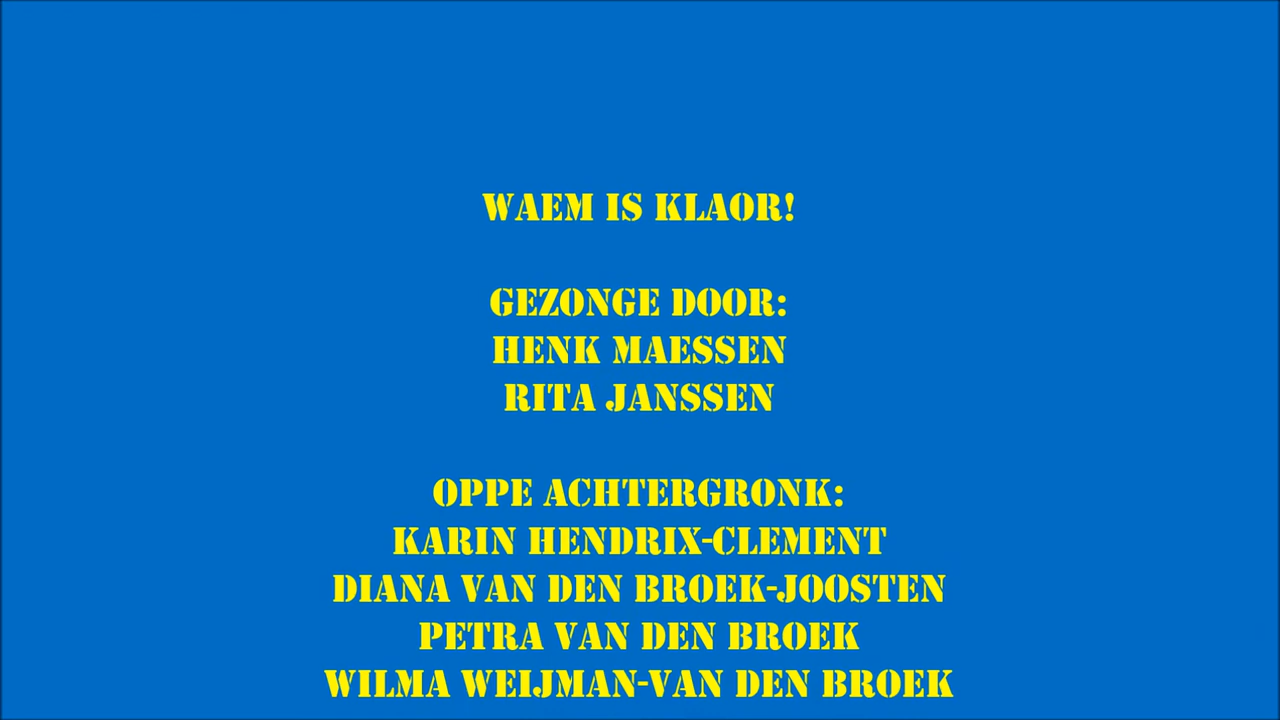 WAEM IS KLAOR!
GEZONGE DOOR:
HENK MAESSEN
RITA JANSSEN
OPPE ACHTERGRONK:
KARIN HENDRIX-CLEMENT
DIANA VAN DEN BROEK-JOOSTEN
PETRA VAN DEN BROEK
WILMA WEIJMAN-VAN DEN BROEK